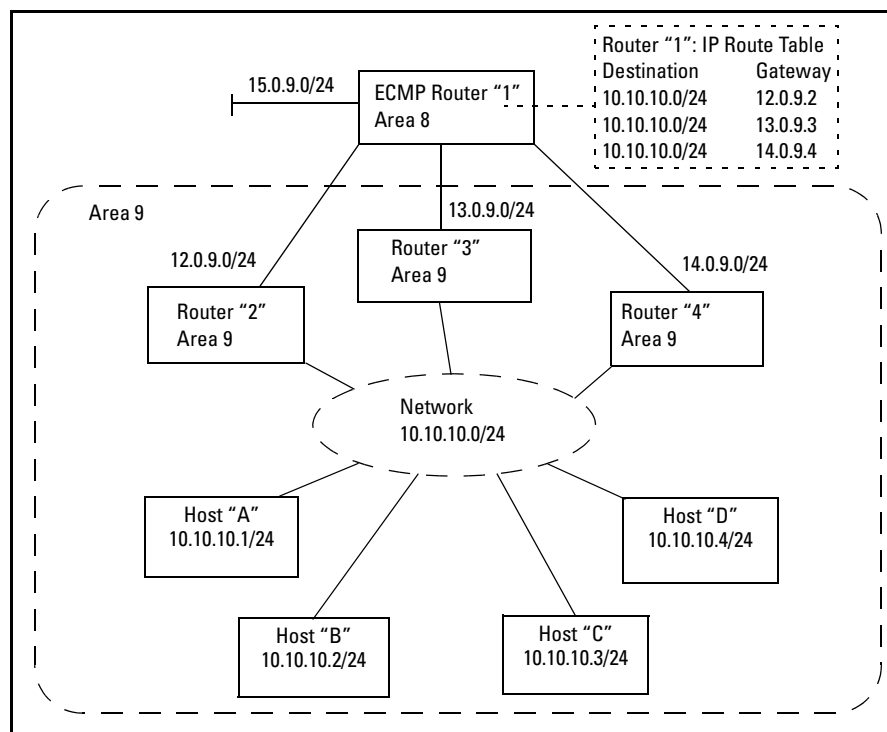 Router “1”: IP Route Table
Destination Gateway
10.10.10.0/24 12.0.9.2
10.10.10.0/24 13.0.9.3
10.10.10.0/24 14.0.9.4
15.0.9.0/24
ECMP Router “1”
Area 8
Area 9
13.0.9.0/24
12.0.9.0/24
Router “3”
Area 9
14.0.9.0/24
Router “2”
Area 9
Router “4”
Area 9
Network
10.10.10.0/24
Host “A”
10.10.10.1/24
Host “D”
10.10.10.4/24
Host “B”
10.10.10.2/24
Host “C”
10.10.10.3/24